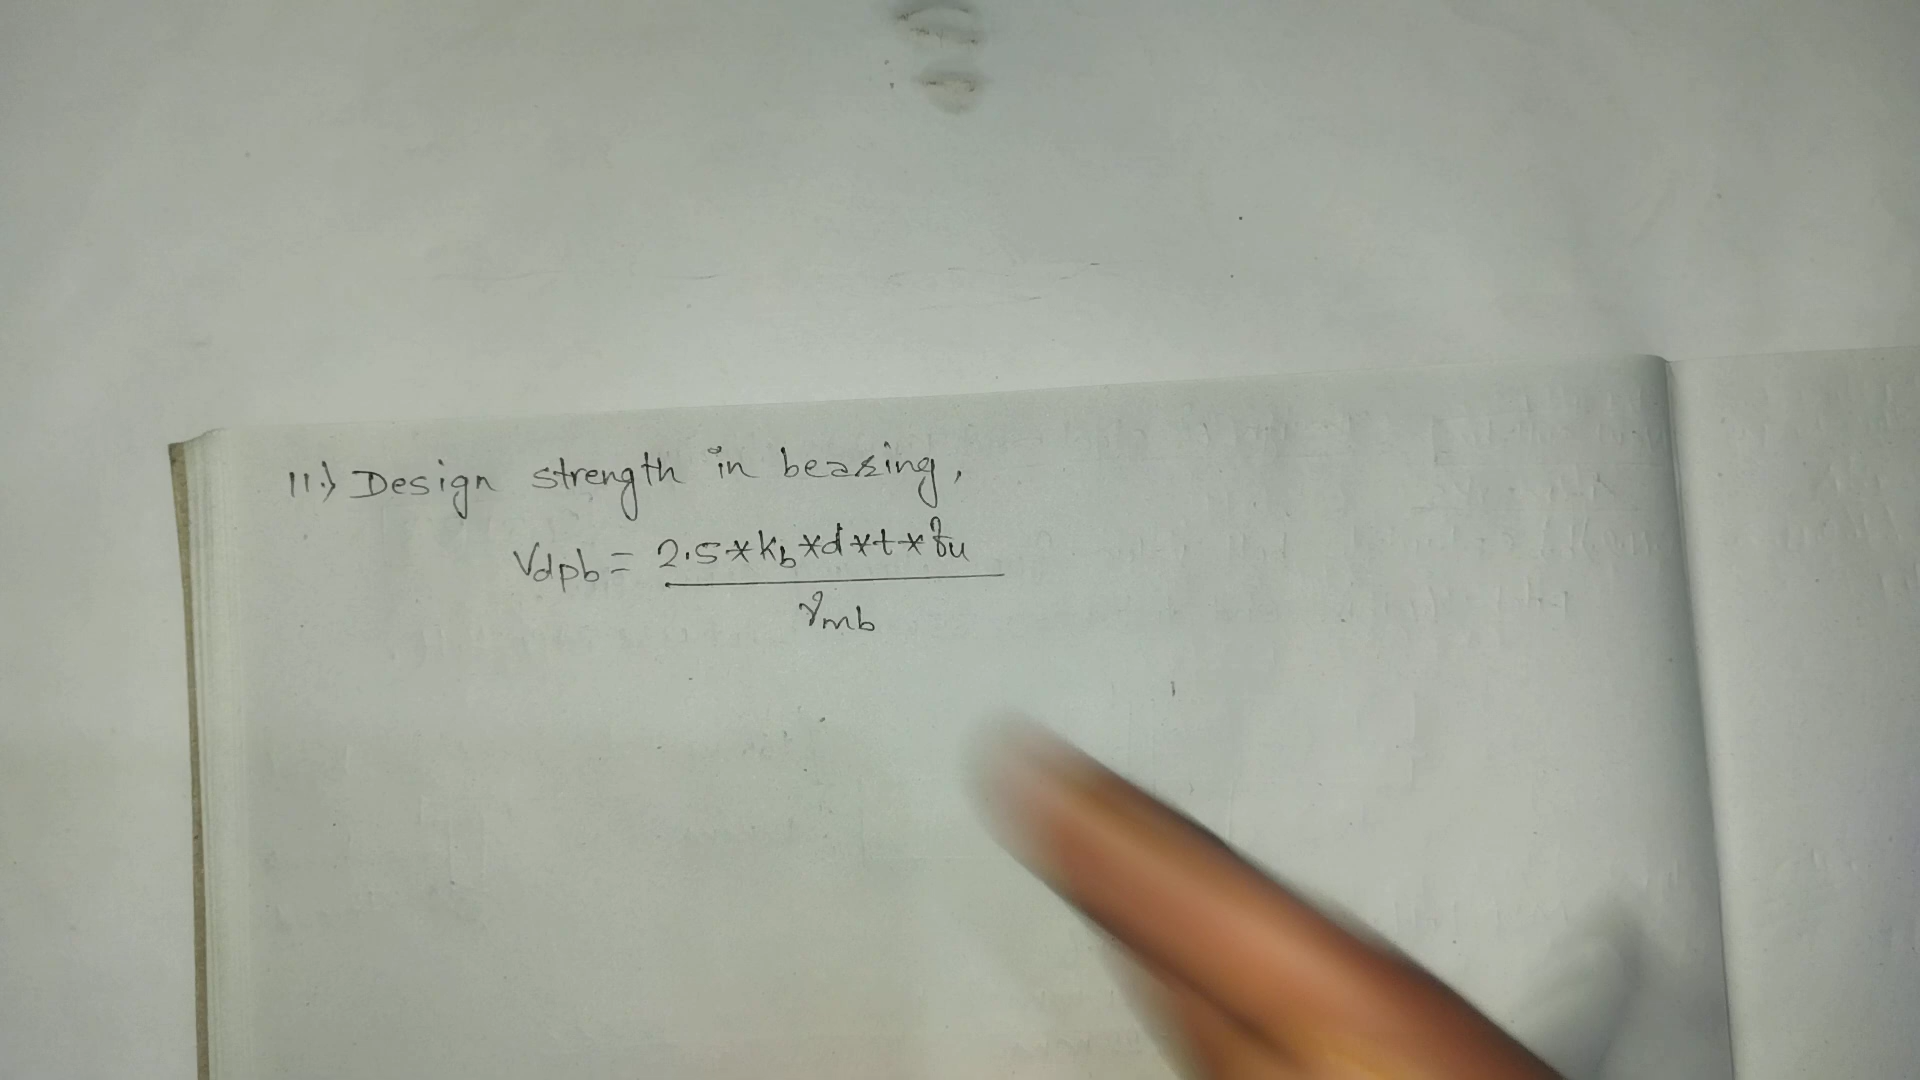 11.) Design strength in bearing,
Vdpb = 2.5*kb*d*t*fu
γmb